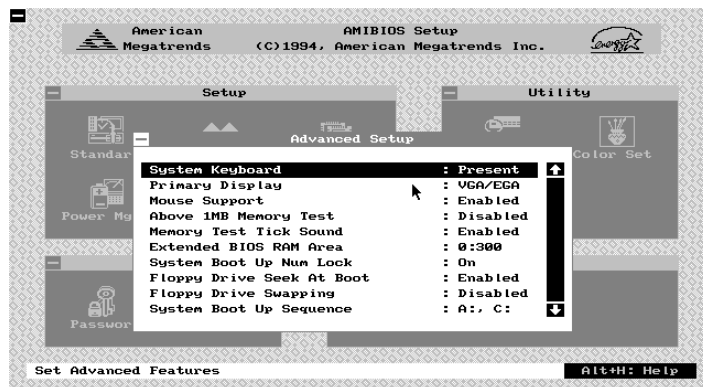 American Megatrends
AMIBIOS Setup
(C)1994, American Megatrends Inc.
energy
Setup
Utility
Standar
Color Set
Power Mg
Passwor
Advanced Setup
System Keyboard : Present
Primary Display : VGA/EGA
Mouse Support : Enabled
Above 1MB Memory Test : Disabled
Memory Test Tick Sound : Enabled
Extended BIOS RAM Area : 0:300
System Boot Up Num Lock : On
Floppy Drive Seek At Boot : Enabled
Floppy Drive Swapping : Disabled
System Boot Up Sequence : A:, C:
Set Advanced Features
Alt+H: Help